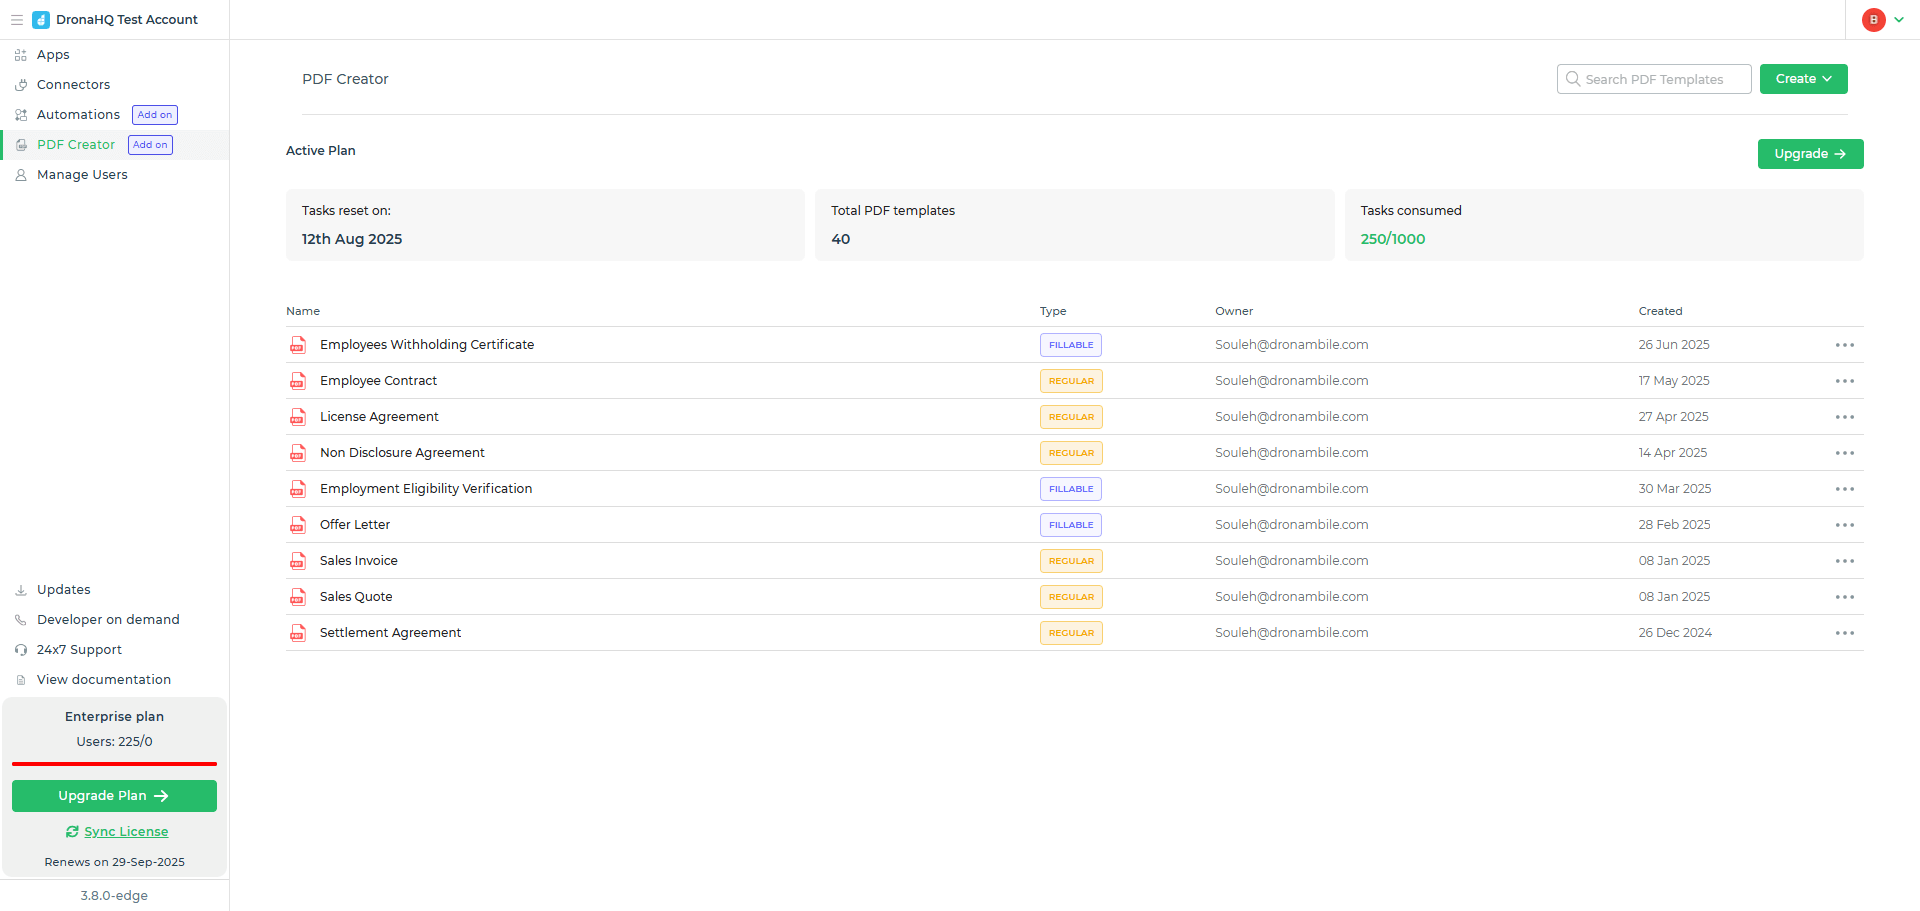 DronaHQ Test Account
B
Apps
Connectors
Automations Add on
PDF Creator Add on
Manage Users
Updates
Developer on demand
24x7 Support
View documentation
Enterprise plan
Users: 225/0
Upgrade Plan →
Sync License
Renews on 29-Sep-2025
3.8.0-edge
PDF Creator
Search PDF Templates
Create
Active Plan
Upgrade →
Tasks reset on:
12th Aug 2025
Total PDF templates
40
Tasks consumed
250/1000
Name Type Owner Created
Employees Withholding Certificate FILLABLE Souleh@dronambile.com 26 Jun 2025
Employee Contract REGULAR Souleh@dronambile.com 17 May 2025
License Agreement REGULAR Souleh@dronambile.com 27 Apr 2025
Non Disclosure Agreement REGULAR Souleh@dronambile.com 14 Apr 2025
Employment Eligibility Verification FILLABLE Souleh@dronambile.com 30 Mar 2025
Offer Letter FILLABLE Souleh@dronambile.com 28 Feb 2025
Sales Invoice REGULAR Souleh@dronambile.com 08 Jan 2025
Sales Quote REGULAR Souleh@dronambile.com 08 Jan 2025
Settlement Agreement REGULAR Souleh@dronambile.com 26 Dec 2024